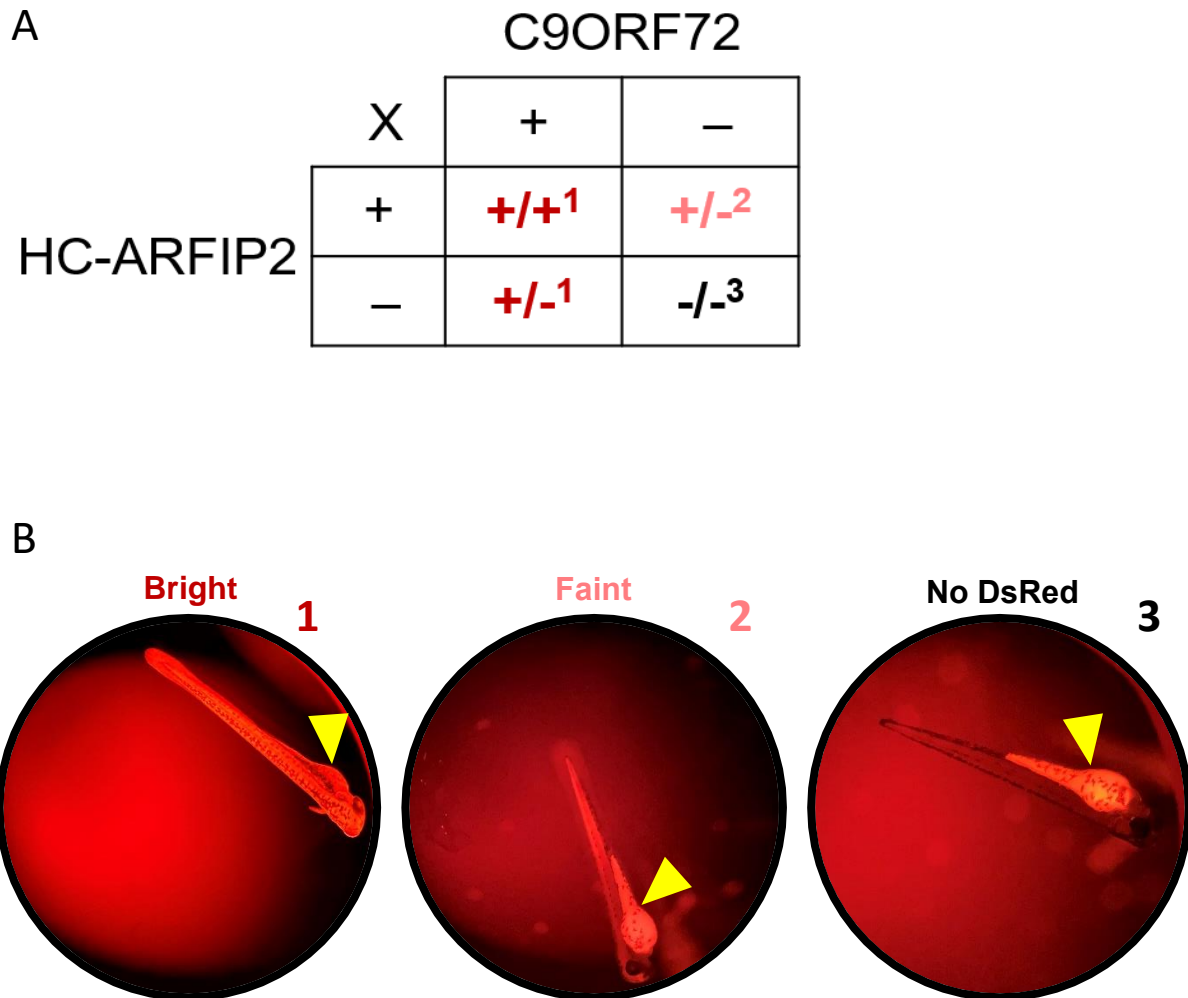 A
C9ORF72
X + –
+ +/+¹ +/-²
HC-ARFIP2
– +/-¹ -/-³
B
Bright 1
Faint 2
No DsRed 3